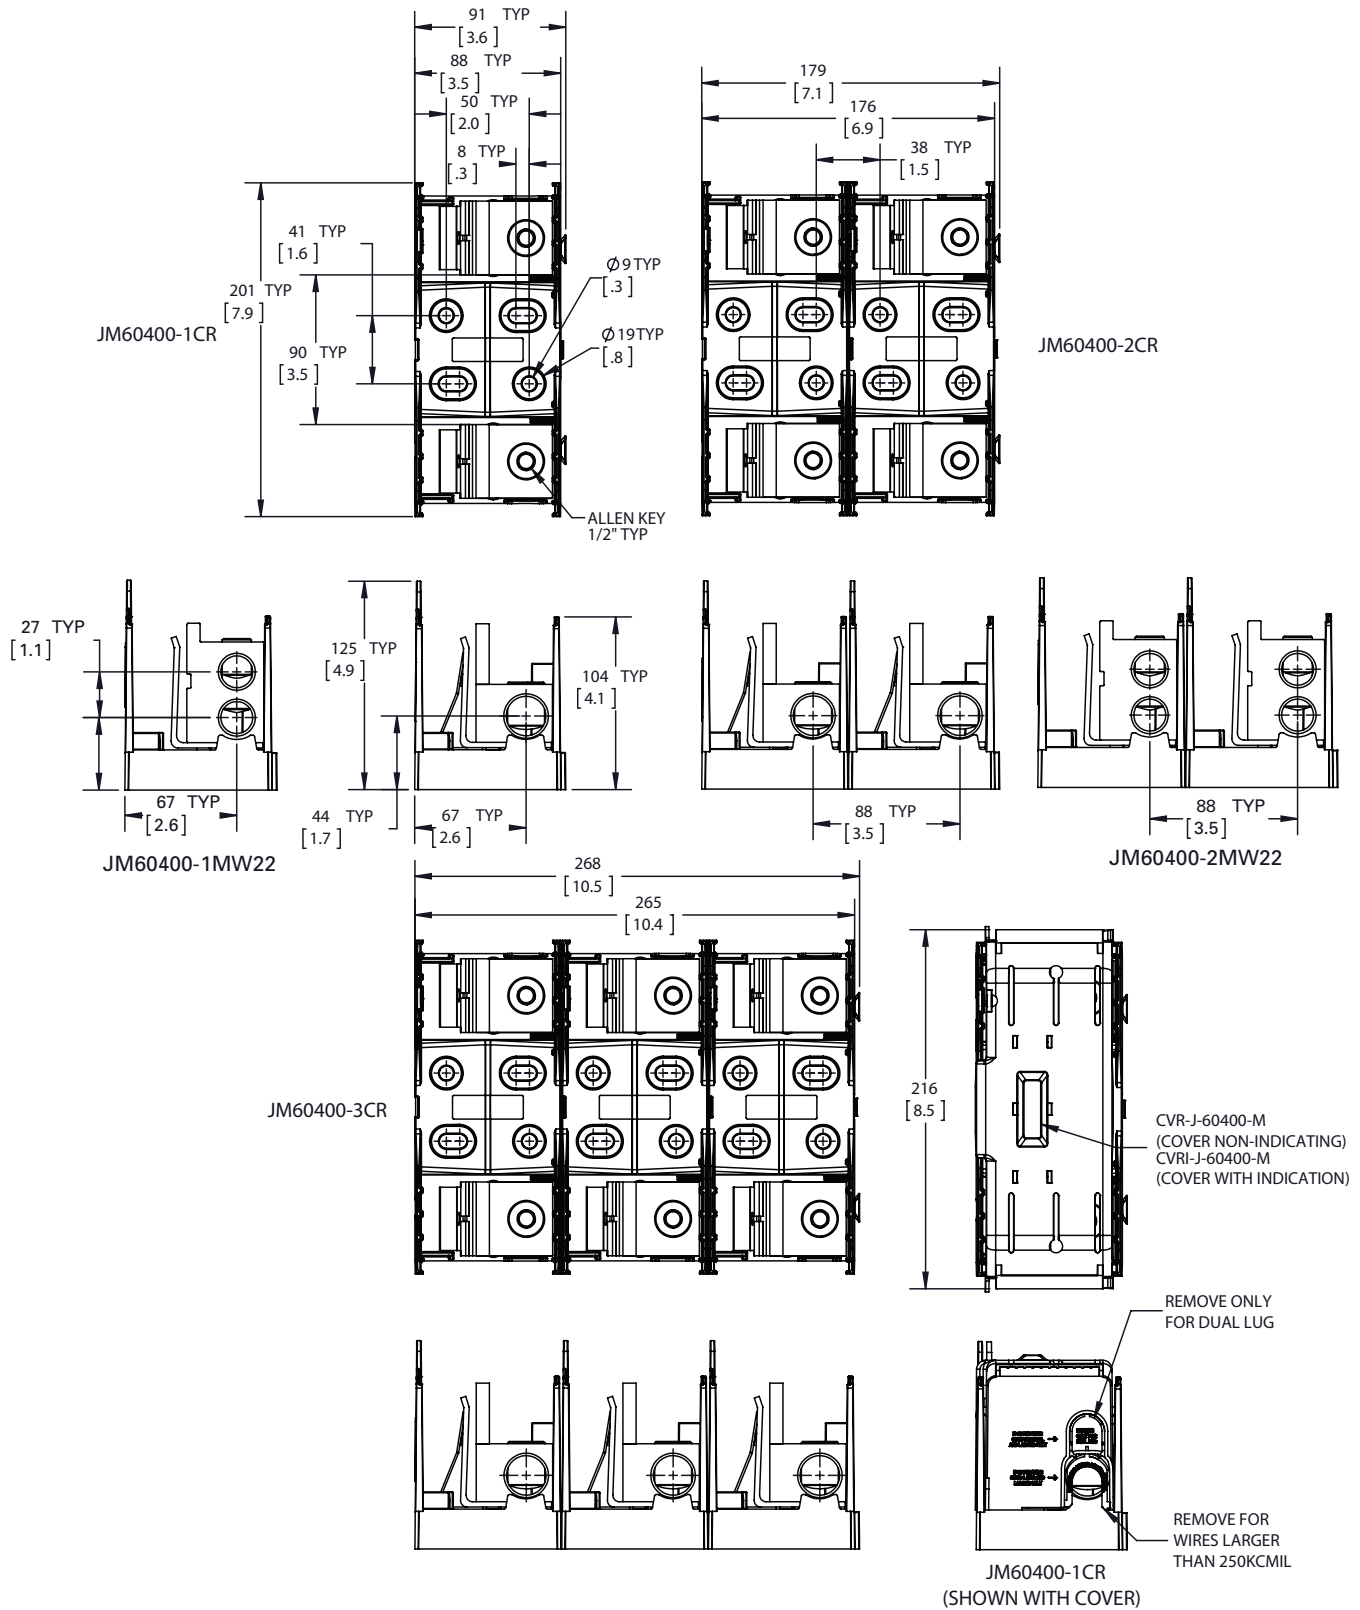 91 TYP
[3.6]
88 TYP
[3.5]
50 TYP
[2.0]
8 TYP
[.3]
179
[7.1]
176
[6.9]
38 TYP
[1.5]
41 TYP
[1.6]
201 TYP
[7.9]
90 TYP
[3.5]
Ø9 TYP
[.3]
Ø19 TYP
[.8]
JM60400-1CR
JM60400-2CR
ALLEN KEY
1/2" TYP
27 TYP
[1.1]
67 TYP
[2.6]
JM60400-1MW22
125 TYP
[4.9]
104 TYP
[4.1]
44 TYP
[1.7]
67 TYP
[2.6]
88 TYP
[3.5]
88 TYP
[3.5]
JM60400-2MW22
268
[10.5]
265
[10.4]
JM60400-3CR
216
[8.5]
CVR-J-60400-M
(COVER NON-INDICATING)
CVRI-J-60400-M
(COVER WITH INDICATION)
REMOVE ONLY
FOR DUAL LUG
REMOVE FOR
WIRES LARGER
THAN 250KCMIL
JM60400-1CR
(SHOWN WITH COVER)